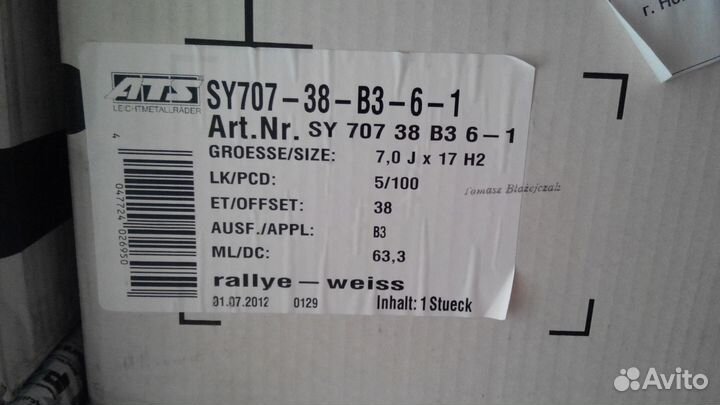 г. Но
ATS
LEICHTMETALLRÄDER
SY707-38-B3-6-1
Art.Nr. SY 707 38 B3 6-1
GROESSE/SIZE: 7,0 J x 17 H2
LK/PCD: 5/100
ET/OFFSET: 38
AUSF./APPL: B3
ML/DC: 63,3
rallye-weiss
31.07.2012 0129 Inhalt: 1 Stueck
4 047724 026950
Tomasz Błażejczak
Avito